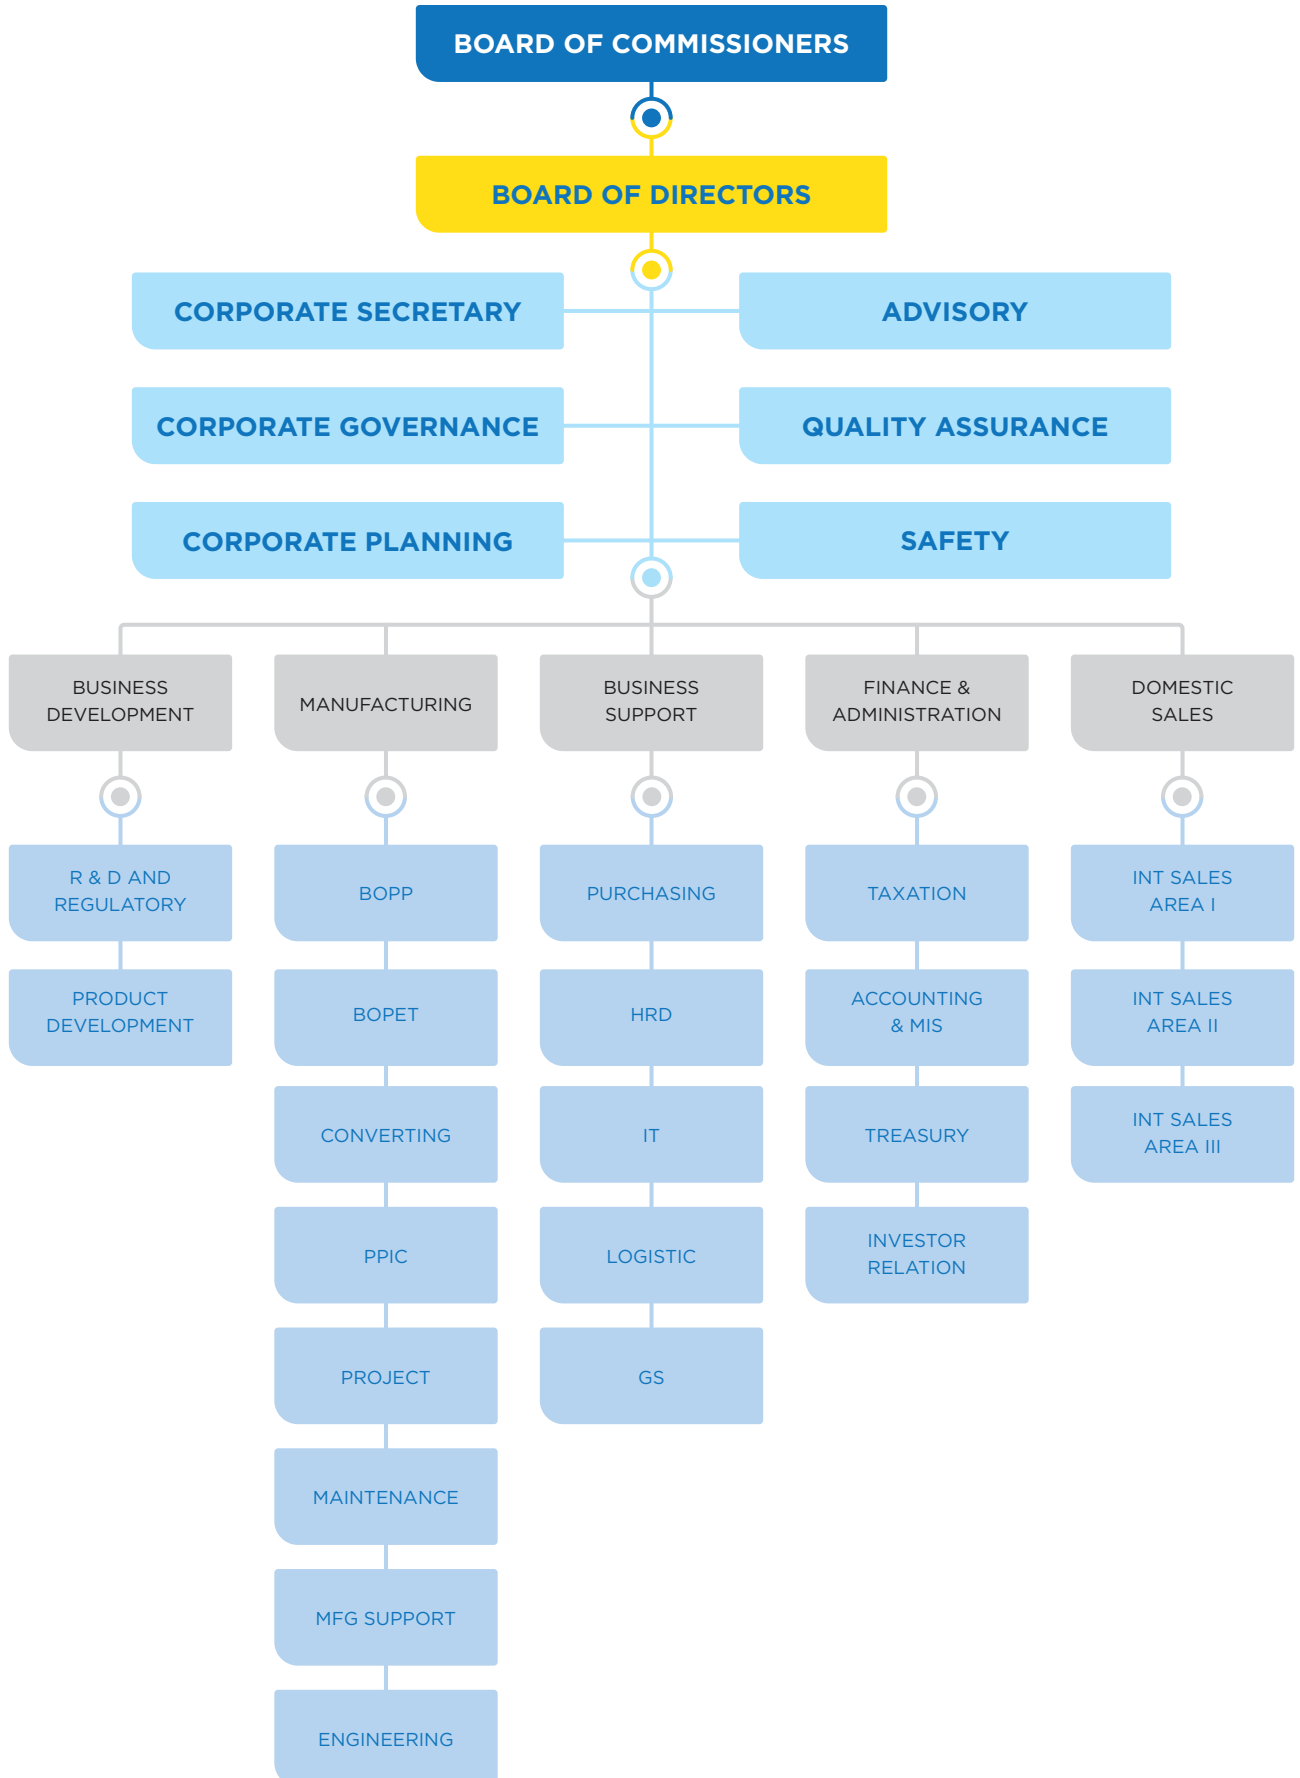 BOARD OF COMMISSIONERS
BOARD OF DIRECTORS
CORPORATE SECRETARY
ADVISORY
CORPORATE GOVERNANCE
QUALITY ASSURANCE
CORPORATE PLANNING
SAFETY
BUSINESS
DEVELOPMENT
MANUFACTURING
BUSINESS
SUPPORT
FINANCE &
ADMINISTRATION
DOMESTIC
SALES
R & D AND
REGULATORY
BOPP
PURCHASING
TAXATION
INT SALES
AREA I
PRODUCT
DEVELOPMENT
BOPET
HRD
ACCOUNTING
& MIS
INT SALES
AREA II
CONVERTING
IT
TREASURY
INT SALES
AREA III
PPIC
LOGISTIC
INVESTOR
RELATION
PROJECT
GS
MAINTENANCE
MFG SUPPORT
ENGINEERING